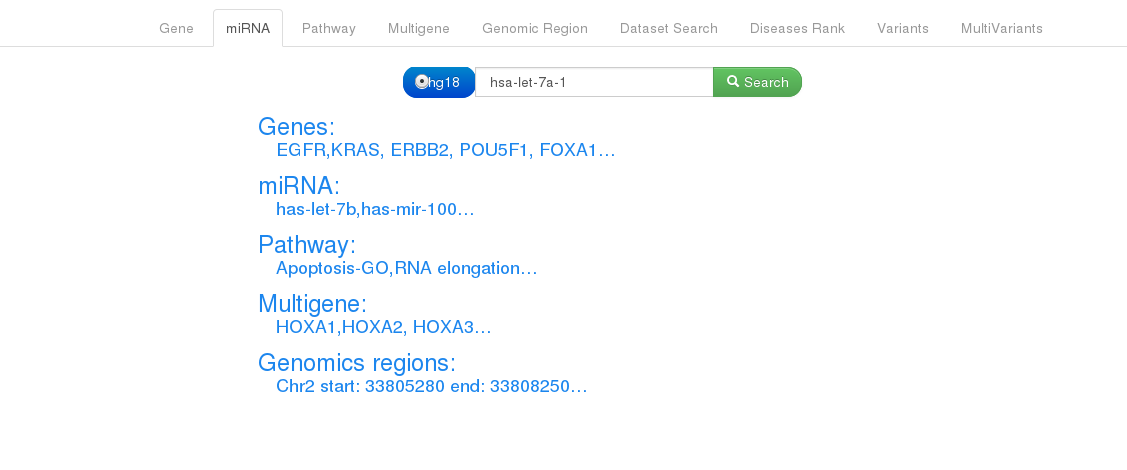 Gene miRNA Pathway Multigene Genomic Region Dataset Search Diseases Rank Variants MultiVariants
hg18 hsa-let-7a-1 Search
Genes:
EGFR,KRAS, ERBB2, POU5F1, FOXA1...
miRNA:
has-let-7b,has-mir-100...
Pathway:
Apoptosis-GO,RNA elongation...
Multigene:
HOXA1,HOXA2, HOXA3...
Genomics regions:
Chr2 start: 33805280 end: 33808250...